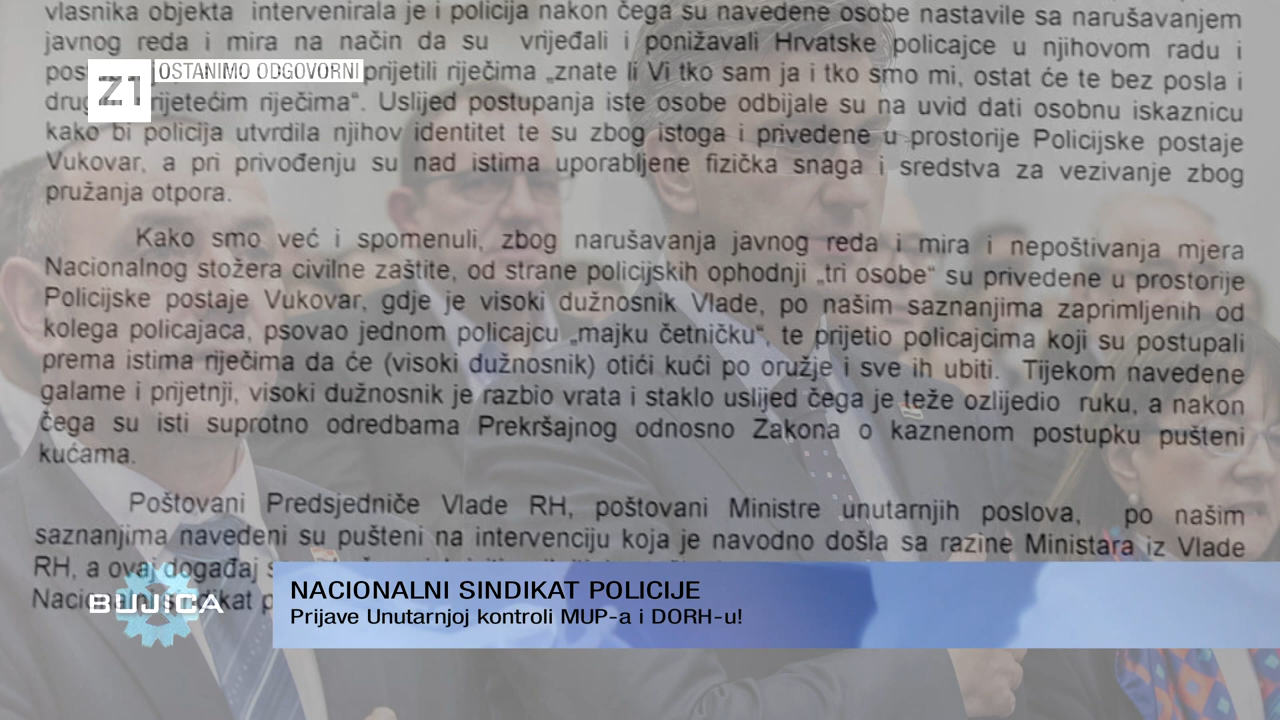 vlasnika objekta intervenirala je i policija nakon čega su navedene osobe nastavile sa narušavanjem
javnog reda i mira na način da su vrijeđali i ponižavali Hrvatske policajce u njihovom radu i
Z1
OSTANIMO ODGOVORNI
prijetili riječima „znate li Vi tko sam ja i tko smo mi, ostat će te bez posla i
prijetećim riječima“. Uslijed postupanja iste osobe odbijale su na uvid dati osobnu iskaznicu
kako bi policija utvrdila njihov identitet te su zbog istoga i privedene u prostorije Policijske postaje
Vukovar, a pri privođenju su nad istima uporabljene fizička snaga i sredstva za vezivanje zbog
pružanja otpora.
Kako smo već i spomenuli, zbog narušavanja javnog reda i mira i nepoštivanja mjera
Nacionalnog stožera civilne zaštite, od strane policijskih ophodnji „tri osobe“ su privedene u prostorije
Policijske postaje Vukovar, gdje je visoki dužnosnik Vlade, po našim saznanjima zaprimljenih od
kolega policajaca, psovao jednom policajcu „majku četničku“, te prijetio policajcima koji su postupali
prema istima riječima da će (visoki dužnosnik) otići kući po oružje i sve ih ubiti. Tijekom navedene
galame i prijetnji, visoki dužnosnik je razbio vrata i staklo uslijed čega je teže ozlijedio ruku, a nakon
čega su isti suprotno odredbama Prekršajnog odnosno Zakona o kaznenom postupku pušteni
kućama.
Poštovani Predsjedniče Vlade RH, poštovani Ministre unutarnjih poslova, po našim
saznanjima navedeni su pušteni na intervenciju koja je navodno došla sa razine Ministara iz Vlade
RH, a ovaj događaj
BUJICA
NACIONALNI SINDIKAT POLICIJE
Prijave Unutarnjoj kontroli MUP-a i DORH-u!